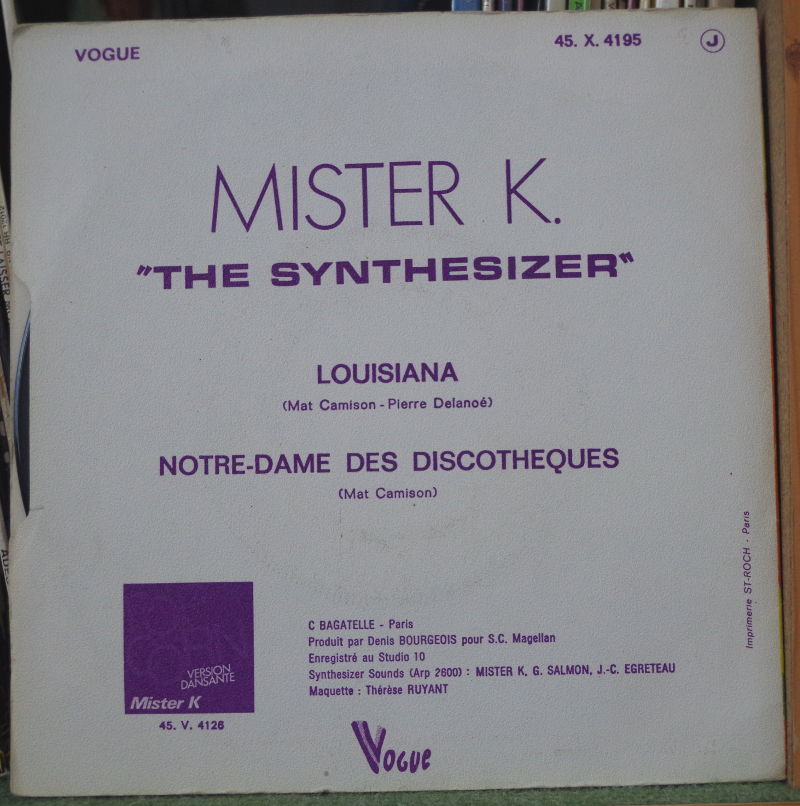 VOGUE
45. X. 4195
J
MISTER K.
"THE SYNTHESIZER"
LOUISIANA
(Mat Camison - Pierre Delanoé)
NOTRE-DAME DES DISCOTHEQUES
(Mat Camison)
Imprimerie ST-ROCH - Paris
VERSION
DANSANTE
Mister K
45. V. 4126
C BAGATELLE - Paris
Produit par Denis BOURGEOIS pour S.C. Magellan
Enregistré au Studio 10
Synthesizer Sounds (Arp 2600) : MISTER K, G. SALMON, J.-C. EGRETEAU
Maquette : Thérèse RUYANT
VOGUE